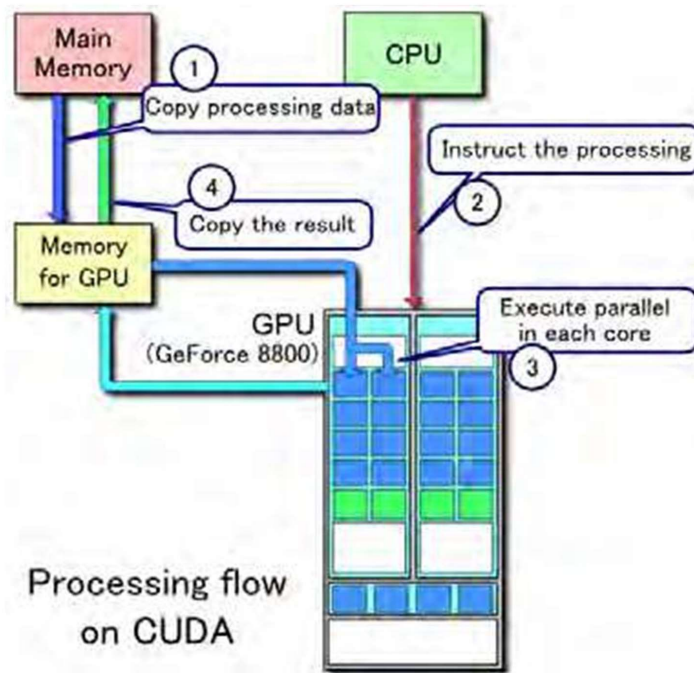 Main
Memory
CPU
1
Copy processing data
Instruct the processing
2
4
Copy the result
Memory
for GPU
GPU
(GeForce 8800)
Execute parallel
in each core
3
Processing flow
on CUDA